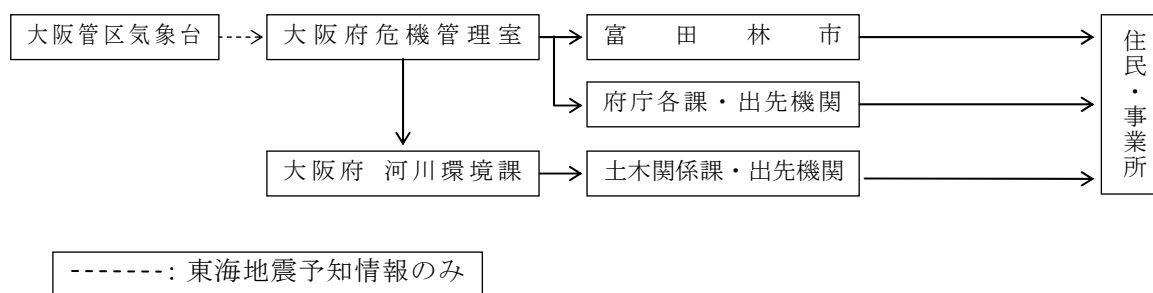 大阪管区気象台
大阪府危機管理室
富田林市
府庁各課・出先機関
大阪府 河川環境課
土木関係課・出先機関
住民・事業所
-------：東海地震予知情報のみ